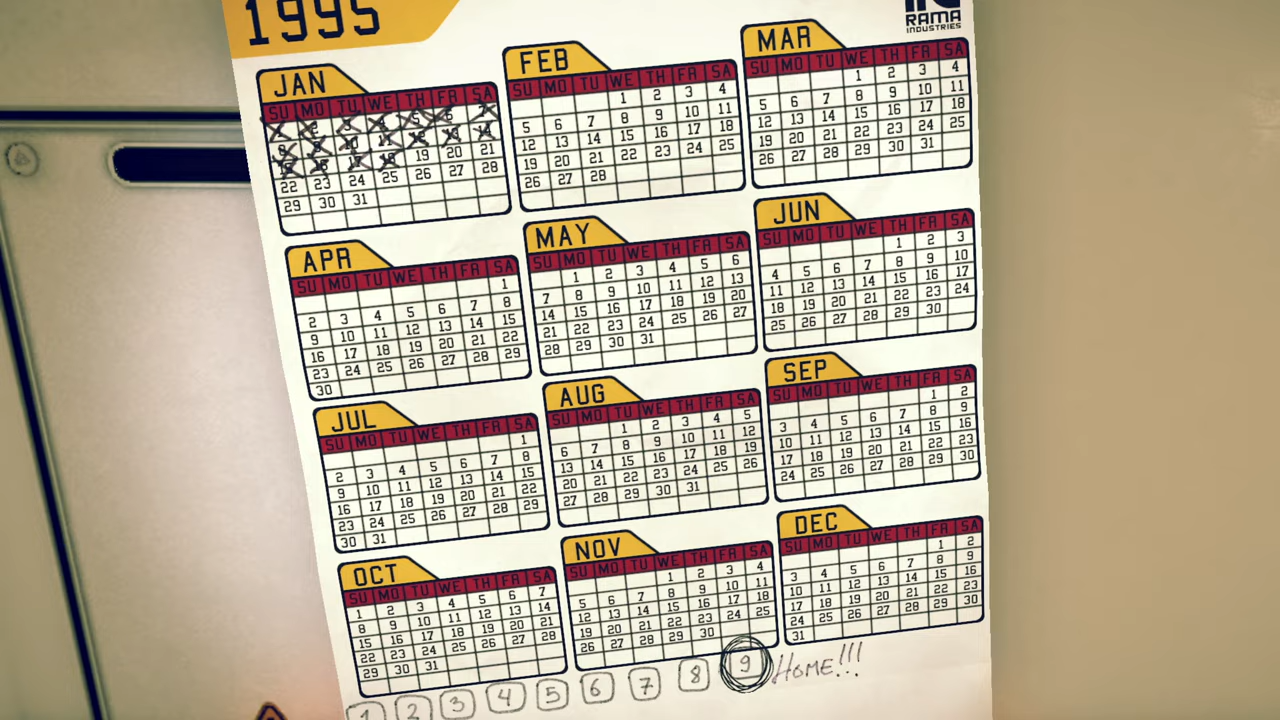 1995
RAMA
INDUSTRIES
JAN
SU MO TU WE TH FR SA
2 3 4 5 6 7
8 9 10 11 12 13 14
17 18 19 20 21
22 23 24 25 26 27 28
29 30 31
FEB
SU MO TU WE TH FR SA
1 2 3 4
5 6 7 8 9 10 11
12 13 14 15 16 17 18
19 20 21 22 23 24 25
26 27 28
MAR
SU MO TU WE TH FR SA
1 2 3 4
5 6 7 8 9 10 11
12 13 14 15 16 17 18
19 20 21 22 23 24 25
26 27 28 29 30 31
APR
SU MO TU WE TH FR SA
1
2 3 4 5 6 7 8
9 10 11 12 13 14 15
16 17 18 19 20 21 22
23 24 25 26 27 28 29
30
MAY
SU MO TU WE TH FR SA
1 2 3 4 5 6
7 8 9 10 11 12 13
14 15 16 17 18 19 20
21 22 23 24 25 26 27
28 29 30 31
JUN
SU MO TU WE TH FR SA
1 2 3
4 5 6 7 8 9 10
11 12 13 14 15 16 17
18 19 20 21 22 23 24
25 26 27 28 29 30
JUL
SU MO TU WE TH FR SA
1
2 3 4 5 6 7 8
9 10 11 12 13 14 15
16 17 18 19 20 21 22
23 24 25 26 27 28 29
30 31
AUG
SU MO TU WE TH FR SA
1 2 3 4 5
6 7 8 9 10 11 12
13 14 15 16 17 18 19
20 21 22 23 24 25 26
27 28 29 30 31
SEP
SU MO TU WE TH FR SA
1 2
3 4 5 6 7 8 9
10 11 12 13 14 15 16
17 18 19 20 21 22 23
24 25 26 27 28 29 30
OCT
SU MO TU WE TH FR SA
1 2 3 4 5 6 7
8 9 10 11 12 13 14
15 16 17 18 19 20 21
22 23 24 25 26 27 28
29 30 31
NOV
SU MO TU WE TH FR SA
1 2 3 4
5 6 7 8 9 10 11
12 13 14 15 16 17 18
19 20 21 22 23 24 25
26 27 28 29 30
DEC
SU MO TU WE TH FR SA
1 2
3 4 5 6 7 8 9
10 11 12 13 14 15 16
17 18 19 20 21 22 23
24 25 26 27 28 29 30
31
1 2 3 4 5 6 7 8 9 HOME!!!